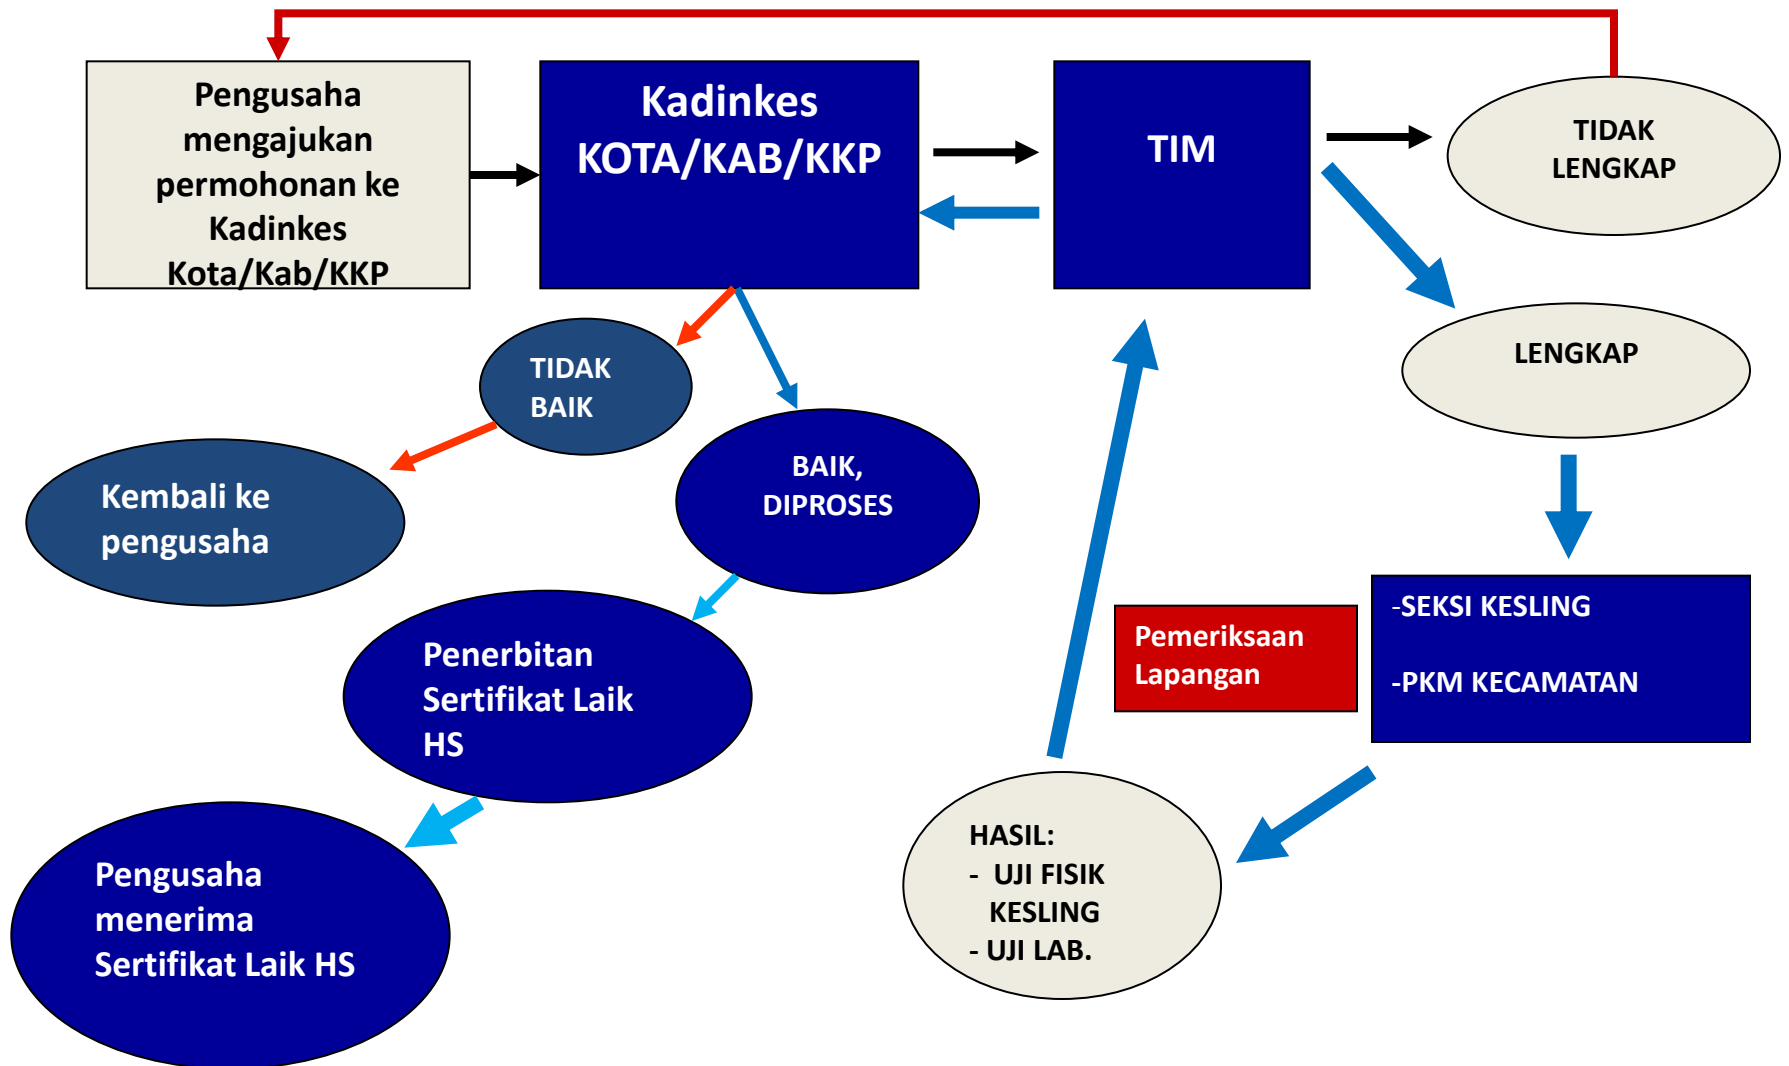 Pengusaha
mengajukan
permohonan ke
Kadinkes
Kota/Kab/KKP
Kadinkes
KOTA/KAB/KKP
TIM
TIDAK
LENGKAP
LENGKAP
TIDAK
BAIK
BAIK,
DIPROSES
Kembali ke
pengusaha
Penerbitan
Sertifikat Laik
HS
Pengusaha
menerima
Sertifikat Laik HS
Pemeriksaan
Lapangan
-SEKSI KESLING
-PKM KECAMATAN
HASIL:
- UJI FISIK
KESLING
- UJI LAB.